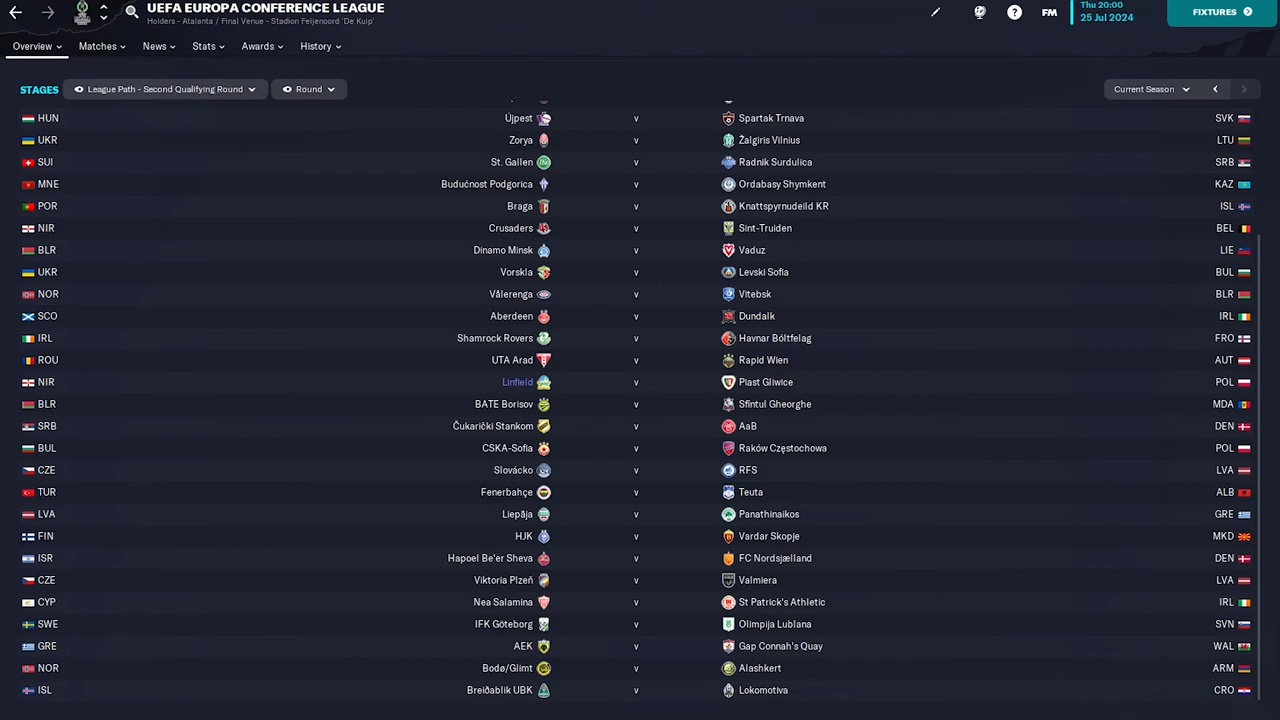 UEFA EUROPA CONFERENCE LEAGUE
Holders - Atalanta / Final Venue - Stadion Feijenoord 'De Kuip'
? FM Thu 20:00
25 Jul 2024
FIXTURES
Overview Matches News Stats Awards History
STAGES League Path - Second Qualifying Round Round Current Season
HUN Újpest v Spartak Trnava SVK
UKR Zorya v Žalgiris Vilnius LTU
SUI St. Gallen v Radnik Surdulica SRB
MNE Budućnost Podgorica v Ordabasy Shymkent KAZ
POR Braga v Knattspyrnudeild KR ISL
NIR Crusaders v Sint-Truiden BEL
BLR Dinamo Minsk v Vaduz LIE
UKR Vorskla v Levski Sofia BUL
NOR Vålerenga v Vitebsk BLR
SCO Aberdeen v Dundalk IRL
IRL Shamrock Rovers v Havnar Bóltfelag FRO
ROU UTA Arad v Rapid Wien AUT
NIR Linfield v Piast Gliwice POL
BLR BATE Borisov v Sfîntul Gheorghe MDA
SRB Čukarički Stankom v AaB DEN
BUL CSKA-Sofia v Raków Częstochowa POL
CZE Slovácko v RFS LVA
TUR Fenerbahçe v Teuta ALB
LVA Liepāja v Panathinaikos GRE
FIN HJK v Vardar Skopje MKD
ISR Hapoel Be'er Sheva v FC Nordsjælland DEN
CZE Viktoria Plzeň v Valmiera LVA
CYP Nea Salamina v St Patrick's Athletic IRL
SWE IFK Göteborg v Olimpija Lublana SVN
GRE AEK v Gap Connah's Quay WAL
NOR Bodø/Glimt v Alashkert ARM
ISL Breiðablik UBK v Lokomotiva CRO